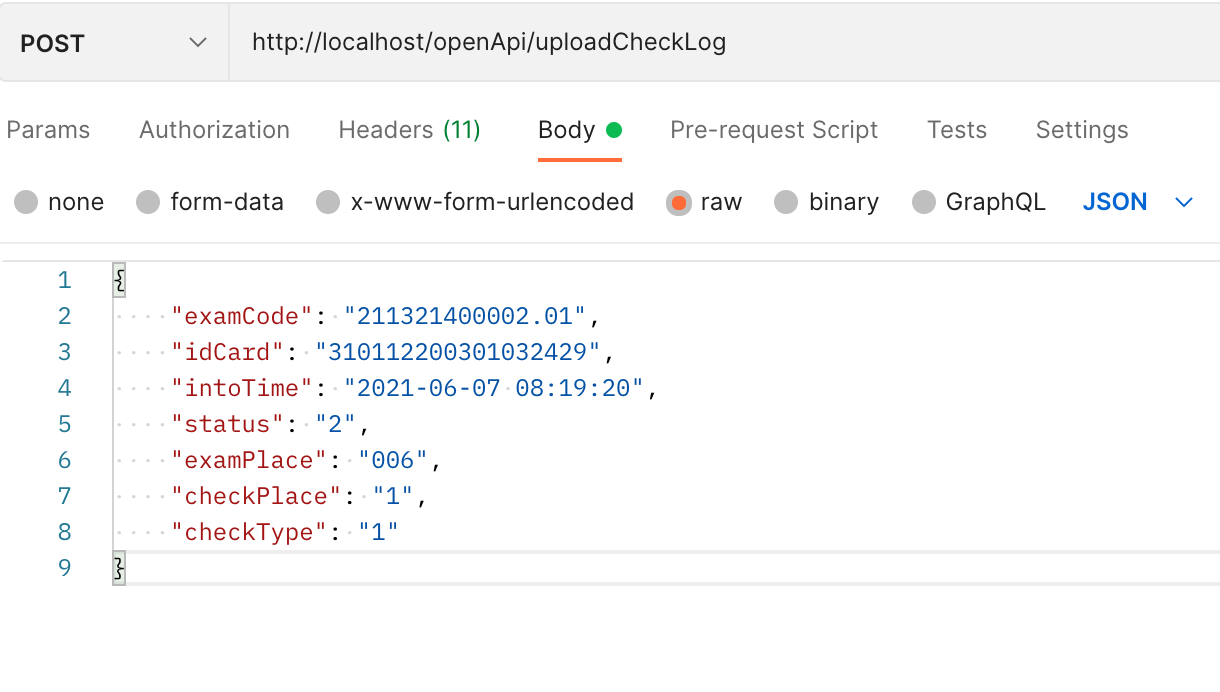 POST http://localhost/openApi/uploadCheckLog
Params Authorization Headers (11) Body Pre-request Script Tests Settings
none form-data x-www-form-urlencoded raw binary GraphQL JSON
1 {
2 "examCode": "211321400002.01",
3 "idCard": "310112200301032429",
4 "intoTime": "2021-06-07 08:19:20",
5 "status": "2",
6 "examPlace": "006",
7 "checkPlace": "1",
8 "checkType": "1"
9 }